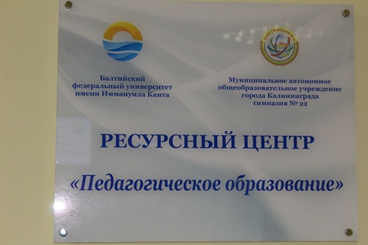 Балтийский
федеральный университет
имени Иммануила Канта
Муниципальное автономное
общеобразовательное учреждение
города Калининграда
гимназия № 22
РЕСУРСНЫЙ ЦЕНТР
«Педагогическое образование»